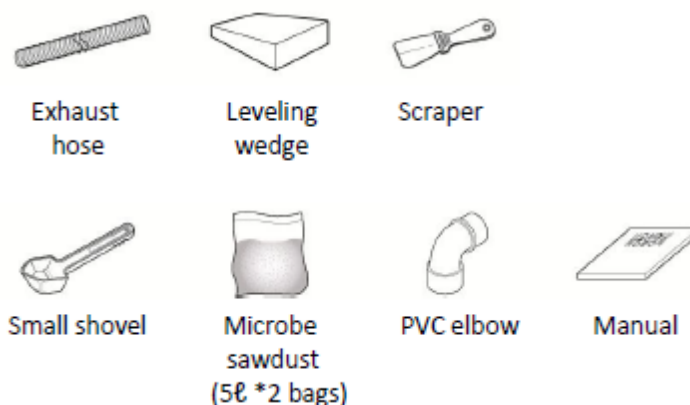 Exhaust
hose
Leveling
wedge
Scraper
Small shovel
Microbe
sawdust
(5ℓ *2 bags)
PVC elbow
Manual